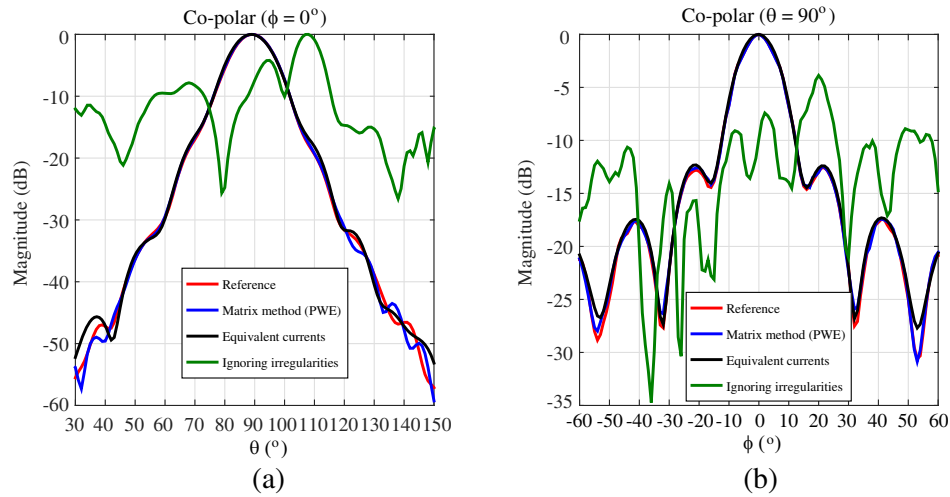 Co-polar (ϕ = 0°)
0
-10
-20
-30
-40
-50
-60
Magnitude (dB)
Reference
Matrix method (PWE)
Equivalent currents
Ignoring irregularities
30 40 50 60 70 80 90 100 110 120 130 140 150
θ (°)
(a)
Co-polar (θ = 90°)
0
-5
-10
-15
-20
-25
-30
-35
Magnitude (dB)
Reference
Matrix method (PWE)
Equivalent currents
Ignoring irregularities
-60 -50 -40 -30 -20 -10 0 10 20 30 40 50 60
ϕ (°)
(b)